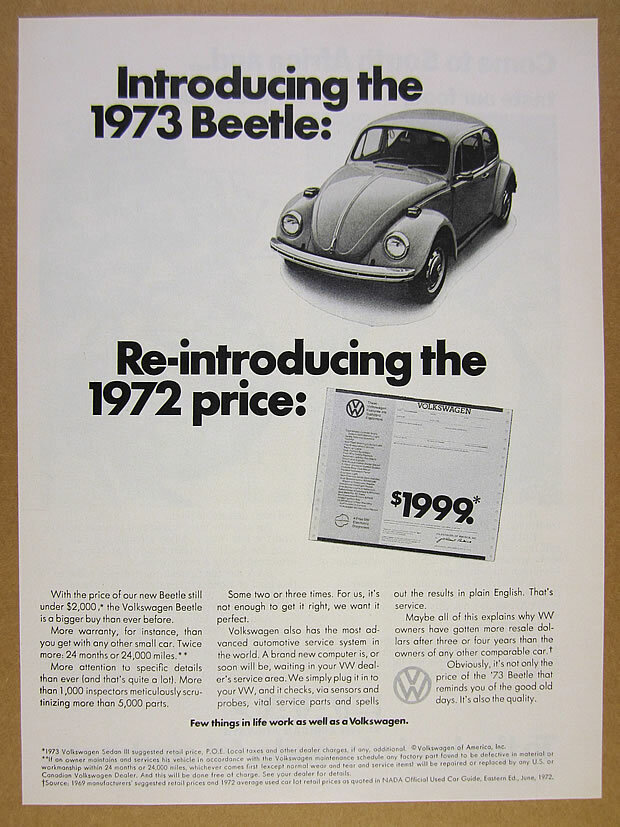 Introducing the
1973 Beetle:
Re-introducing the
1972 price:
VOLKSWAGEN
$1999.*
With the price of our new Beetle still
under $2,000,* the Volkswagen Beetle
is a bigger buy than ever before.
More warranty, for instance, than
you get with any other small car. Twice
more: 24 months or 24,000 miles.**
More attention to specific details
than ever (and that's quite a lot). More
than 1,000 inspectors meticulously scru-
tinizing more than 5,000 parts.
Some two or three times. For us, it's
not enough to get it right, we want it
perfect.
Volkswagen also has the most ad-
vanced automotive service system in
the world. A brand new computer is, or
soon will be, waiting in your VW deal-
er's service area. We simply plug it in to
your VW, and it checks, via sensors and
probes, vital service parts and spells
out the results in plain English. That's
service.
Maybe all of this explains why VW
owners have gotten more resale dol-
lars after three or four years than the
owners of any other comparable car.†
Obviously, it's not only the
price of the '73 Beetle that
reminds you of the good old
days. It's also the quality.
Few things in life work as well as a Volkswagen.
*1973 Volkswagen Sedan III suggested retail price, P.O.E. Local taxes and other dealer charges, if any, additional. ©Volkswagen of America, Inc.
**If an owner maintains and services his vehicle in accordance with the Volkswagen maintenance schedule any factory part found to be defective in material or
workmanship within 24 months or 24,000 miles, whichever comes first (except normal wear and tear and service items) will be repaired or replaced by any U.S. or
Canadian Volkswagen Dealer. And this will be done free of charge. See your dealer for details.
†Source: 1969 manufacturers' suggested retail prices and 1972 average used car lot retail prices as quoted in NADA Official Used Car Guide, Eastern Ed., June, 1972.